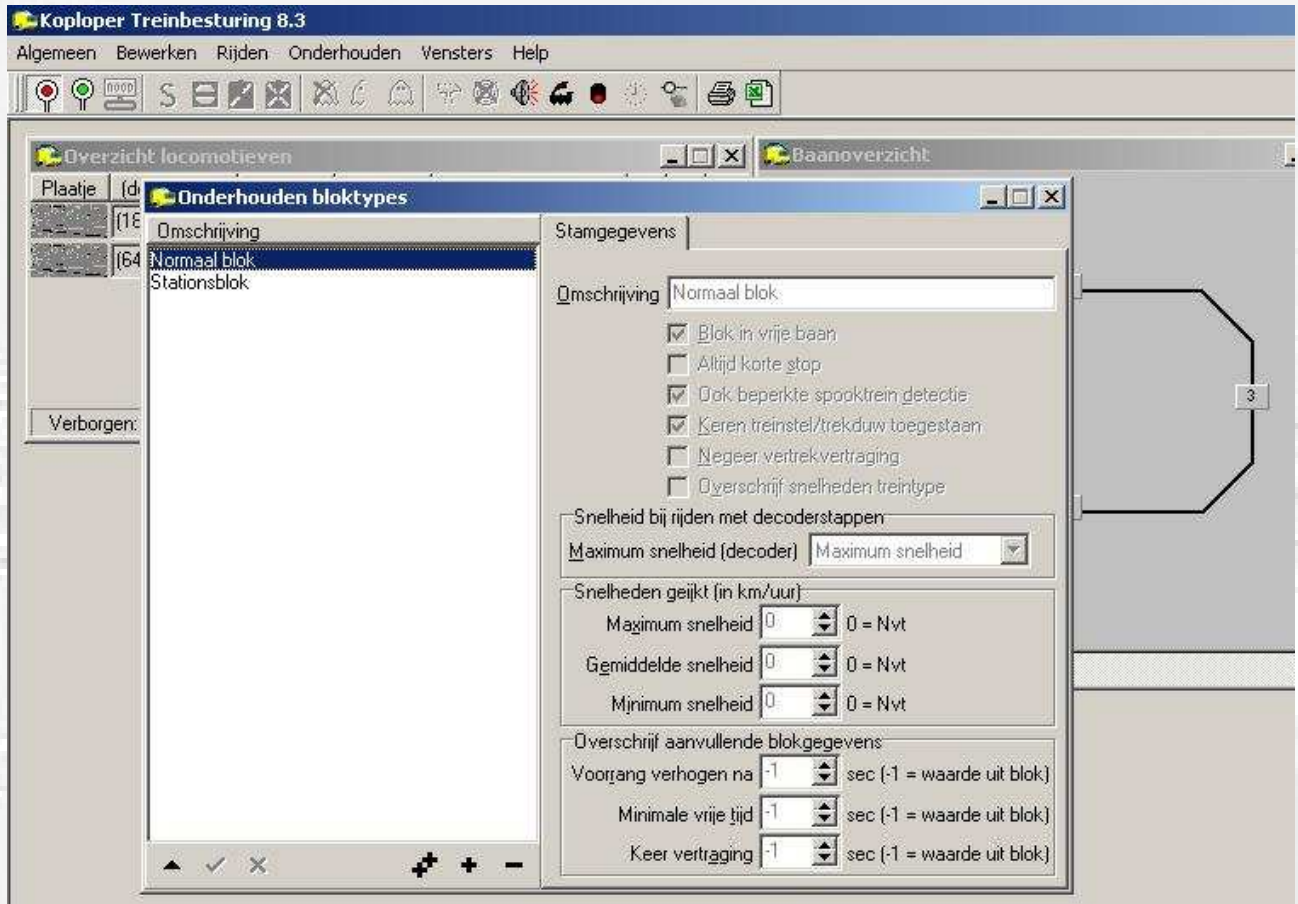 Koploper Treinbesturing 8.3
Algemeen Bewerken Rijden Onderhouden Vensters Help
NOOD
Overzicht locomotieven
Baanoverzicht
Plaatje (de
(18
(64
Verborgen:
Onderhouden bloktypes
Omschrijving
Normaal blok
Stationsblok
Stamgegevens
Omschrijving Normaal blok
Blok in vrije baan
Altijd korte stop
Ook beperkte spooktrein detectie
Keren treinstel/trekduw toegestaan
Negeer vertrekvertraging
Overschrijf snelheden treintype
Snelheid bij rijden met decoderstappen
Maximum snelheid (decoder) Maximum snelheid
Snelheden geijkt (in km/uur)
Maximum snelheid 0 0 = Nvt
Gemiddelde snelheid 0 0 = Nvt
Minimum snelheid 0 0 = Nvt
Overschrijf aanvullende blokgegevens
Voorrang verhogen na -1 sec (-1 = waarde uit blok)
Minimale vrije tijd -1 sec (-1 = waarde uit blok)
Keer vertraging -1 sec (-1 = waarde uit blok)
3